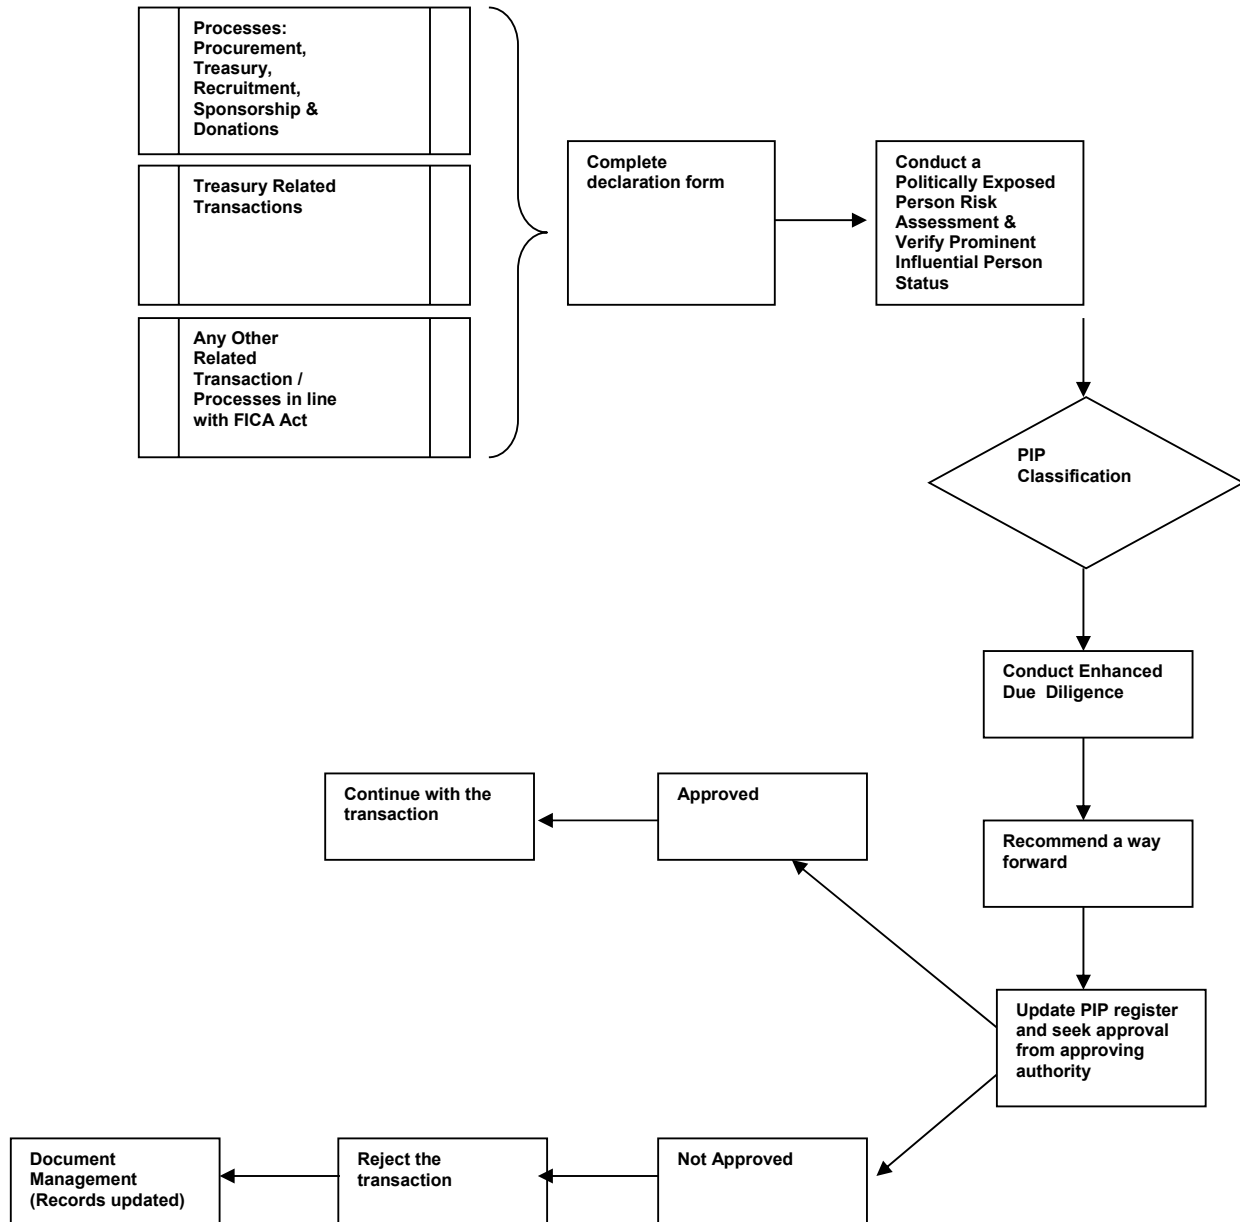 Processes:
Procurement,
Treasury,
Recruitment,
Sponsorship &
Donations
Treasury Related
Transactions
Any Other
Related
Transaction /
Processes in line
with FICA Act
Complete
declaration form
Conduct a
Politically Exposed
Person Risk
Assessment &
Verify Prominent
Influential Person
Status
PIP
Classification
Conduct Enhanced
Due Diligence
Recommend a way
forward
Update PIP register
and seek approval
from approving
authority
Approved
Continue with the
transaction
Not Approved
Reject the
transaction
Document
Management
(Records updated)